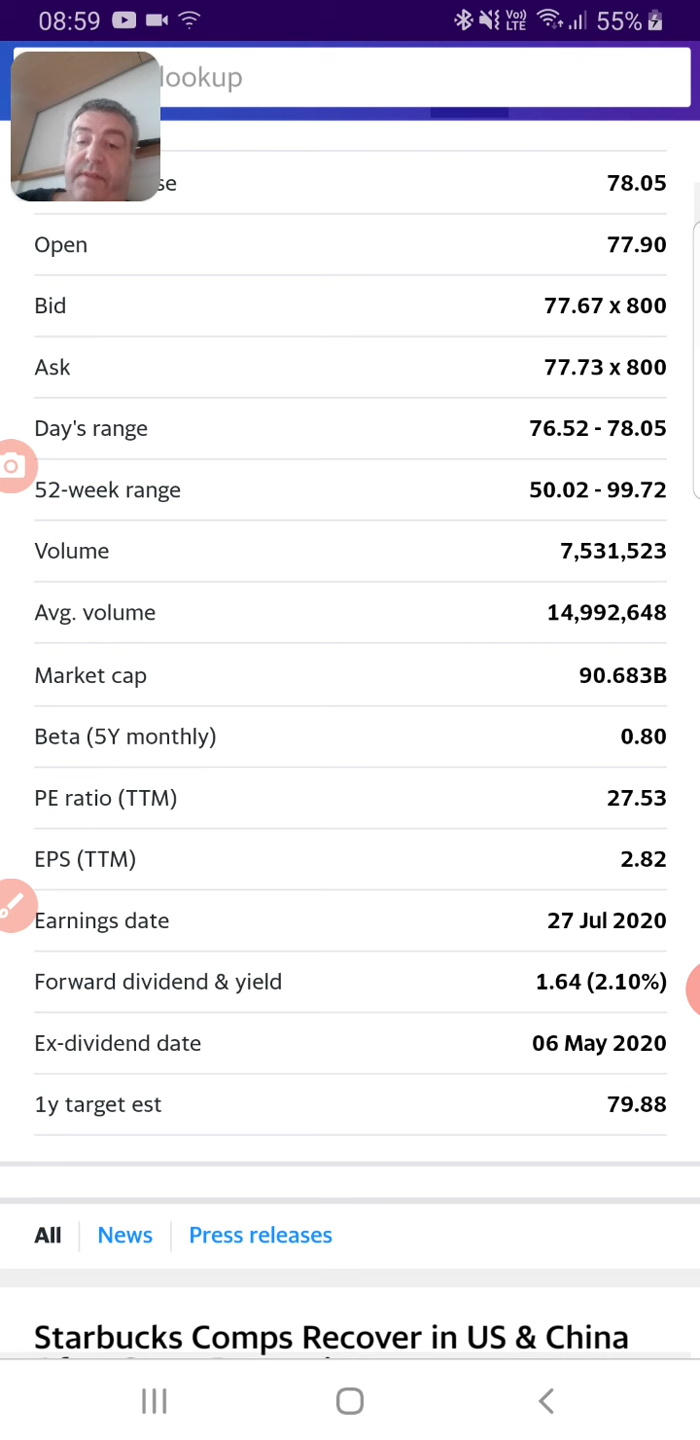 08:59 Vo) LTE 55%
lookup
se 78.05
Open 77.90
Bid 77.67 x 800
Ask 77.73 x 800
Day's range 76.52 - 78.05
52-week range 50.02 - 99.72
Volume 7,531,523
Avg. volume 14,992,648
Market cap 90.683B
Beta (5Y monthly) 0.80
PE ratio (TTM) 27.53
EPS (TTM) 2.82
Earnings date 27 Jul 2020
Forward dividend & yield 1.64 (2.10%)
Ex-dividend date 06 May 2020
1y target est 79.88
All News Press releases
Starbucks Comps Recover in US & China